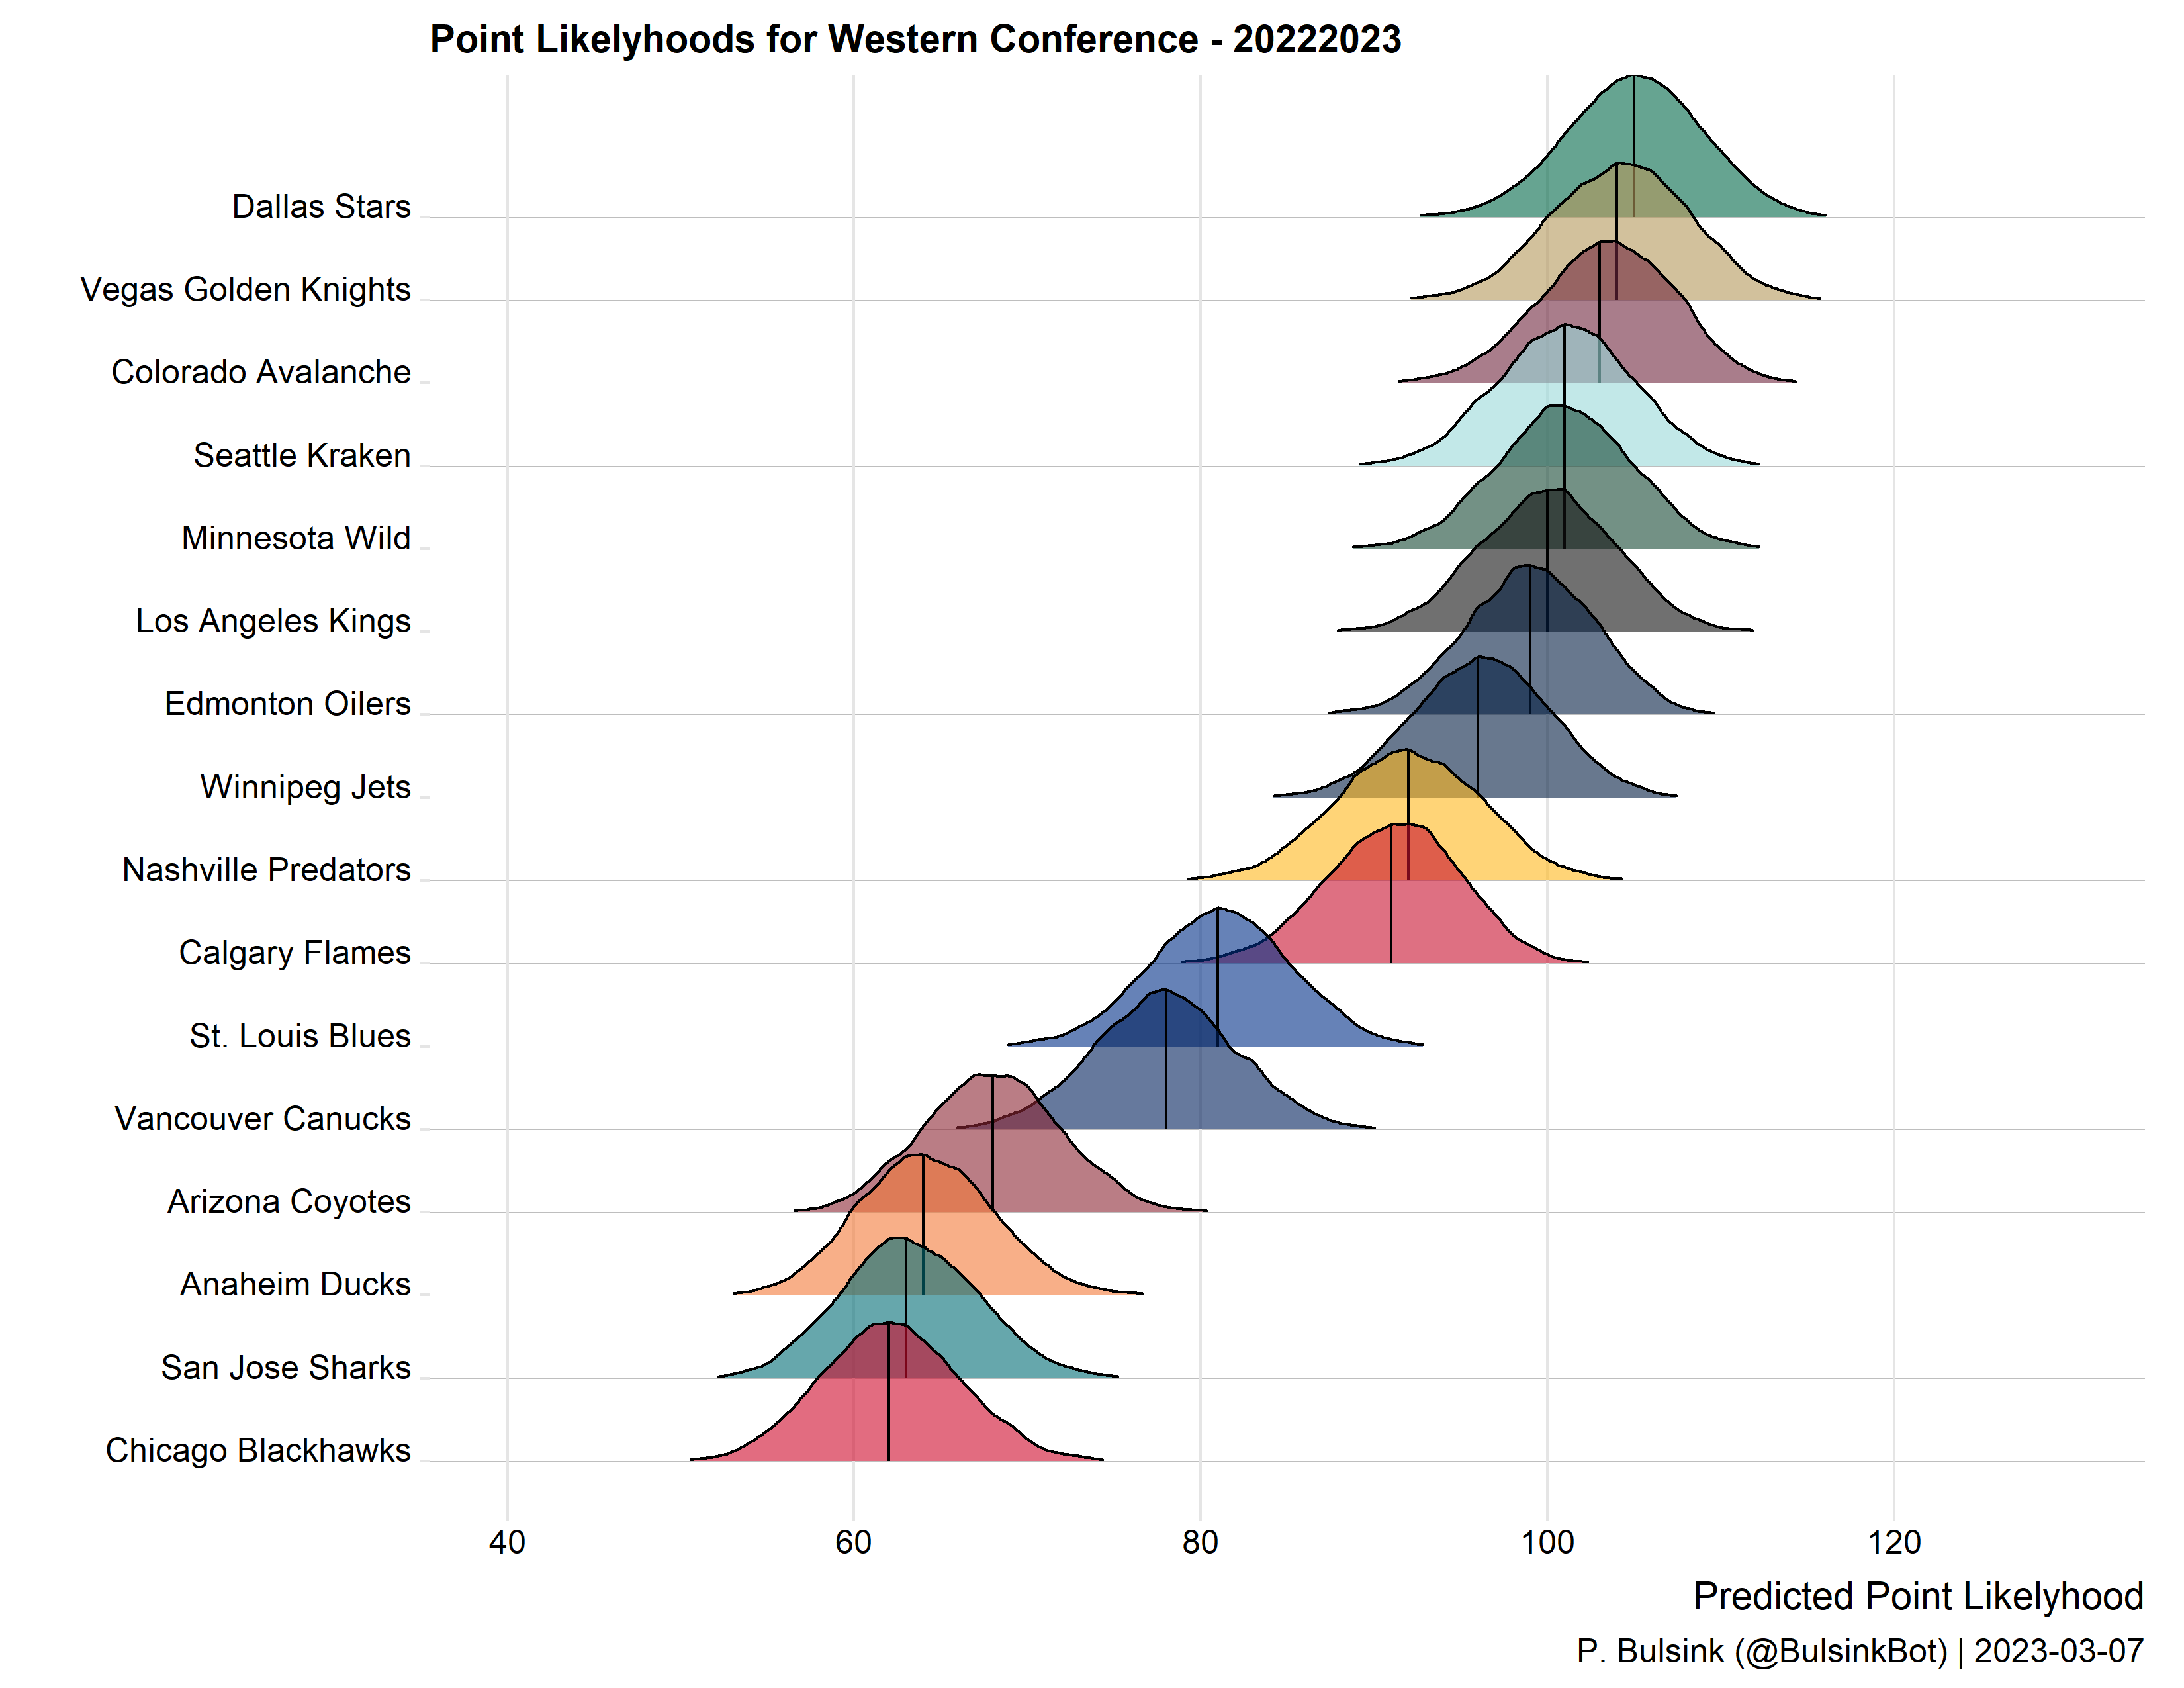 Point Likelyhoods for Western Conference - 20222023
Dallas Stars
Vegas Golden Knights
Colorado Avalanche
Seattle Kraken
Minnesota Wild
Los Angeles Kings
Edmonton Oilers
Winnipeg Jets
Nashville Predators
Calgary Flames
St. Louis Blues
Vancouver Canucks
Arizona Coyotes
Anaheim Ducks
San Jose Sharks
Chicago Blackhawks
40 60 80 100 120
Predicted Point Likelyhood
P. Bulsink (@BulsinkBot) | 2023-03-07